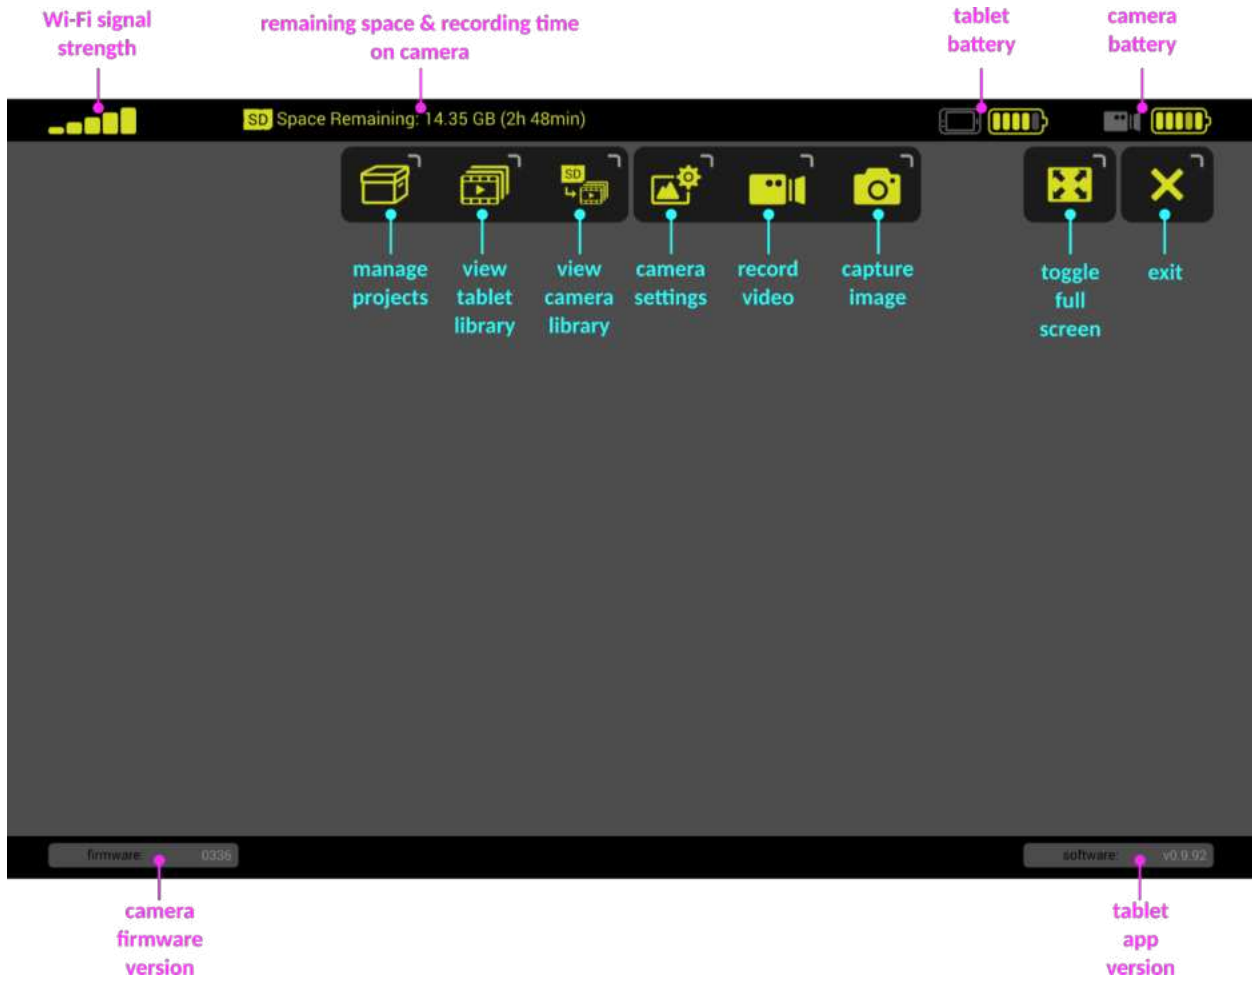 Wi-Fi signal
strength
remaining space & recording time
on camera
tablet
battery
camera
battery
SD Space Remaining: 14.35 GB (2h 48min)
SD
manage
projects
view
tablet
library
view
camera
library
camera
settings
record
video
capture
image
toggle
full
screen
exit
firmware: 0336
software: v0.9.92
camera
firmware
version
tablet
app
version